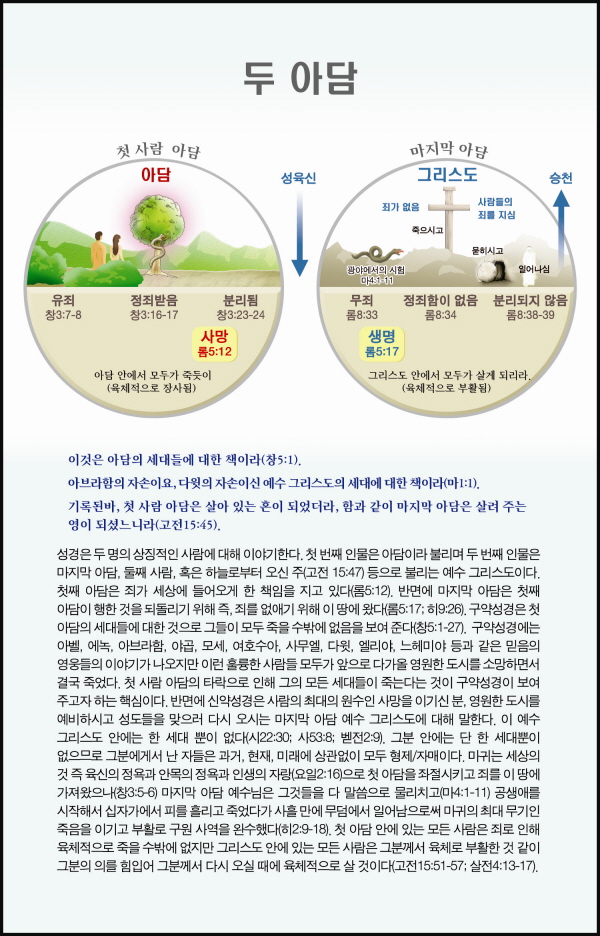 두 아담
첫 사람 아담
아담
성육신
유죄 정죄받음 분리됨
창3:7-8 창3:16-17 창3:23-24
사망
롬5:12
아담 안에서 모두가 죽듯이
(육체적으로 장사됨)
마지막 아담
그리스도
승천
죄가 없음
사람들의
죄를 지심
죽으시고
묻히시고
일어나심
광야에서의 시험
마4:1-11
무죄 정죄함이 없음 분리되지 않음
롬8:33 롬8:34 롬8:38-39
생명
롬5:17
그리스도 안에서 모두가 살게 되리라.
(육체적으로 부활됨)
이것은 아담의 세대들에 대한 책이라(창5:1).
아브라함의 자손이요, 다윗의 자손이신 예수 그리스도의 세대에 대한 책이라(마1:1).
기록된바, 첫 사람 아담은 살아 있는 혼이 되었더라, 함과 같이 마지막 아담은 살려 주는
영이 되셨느니라(고전15:45).
성경은 두 명의 상징적인 사람에 대해 이야기한다. 첫 번째 인물은 아담이라 불리며 두 번째 인물은
마지막 아담, 둘째 사람, 혹은 하늘로부터 오신 주(고전 15:47) 등으로 불리는 예수 그리스도이다.
첫째 아담은 죄가 세상에 들어오게 한 책임을 지고 있다(롬5:12). 반면에 마지막 아담은 첫째
아담이 행한 것을 되돌리기 위해 즉, 죄를 없애기 위해 이 땅에 왔다(롬5:17; 히9:26). 구약성경은 첫
아담의 세대들에 대한 것으로 그들이 모두 죽을 수밖에 없음을 보여 준다(창5:1-27). 구약성경에는
아벨, 에녹, 아브라함, 야곱, 모세, 여호수아, 사무엘, 다윗, 엘리야, 느헤미야 등과 같은 믿음의
영웅들의 이야기가 나오지만 이런 훌륭한 사람들 모두가 앞으로 다가올 영원한 도시를 소망하면서
결국 죽었다. 첫 사람 아담의 타락으로 인해 그의 모든 세대들이 죽는다는 것이 구약성경이 보여
주고자 하는 핵심이다. 반면에 신약성경은 사람의 최대의 원수인 사망을 이기신 분, 영원한 도시를
예비하시고 성도들을 맞으러 다시 오시는 마지막 아담 예수 그리스도에 대해 말한다. 이 예수
그리스도 안에는 한 세대 뿐이 없다(시22:30; 사53:8; 벧전2:9). 그분 안에는 단 한 세대뿐이
없으므로 그분에게서 난 자들은 과거, 현재, 미래에 상관없이 모두 형제/자매이다. 마귀는 세상의
것 즉 육신의 정욕과 안목의 정욕과 인생의 자랑(요일2:16)으로 첫 아담을 좌절시키고 죄를 이 땅에
가져왔으나(창3:5-6) 마지막 아담 예수님은 그것들을 다 말씀으로 물리치고(마4:1-11) 공생애를
시작해서 십자가에서 피를 흘리고 죽었다가 사흘 만에 무덤에서 일어남으로써 마귀의 최대 무기인
죽음을 이기고 부활로 구원 사역을 완수했다(히2:9-18). 첫 아담 안에 있는 모든 사람은 죄로 인해
육체적으로 죽을 수밖에 없지만 그리스도 안에 있는 모든 사람은 그분께서 육체로 부활한 것 같이
그분의 의를 힘입어 그분께서 다시 오실 때에 육체적으로 살 것이다(고전15:51-57; 살전4:13-17).